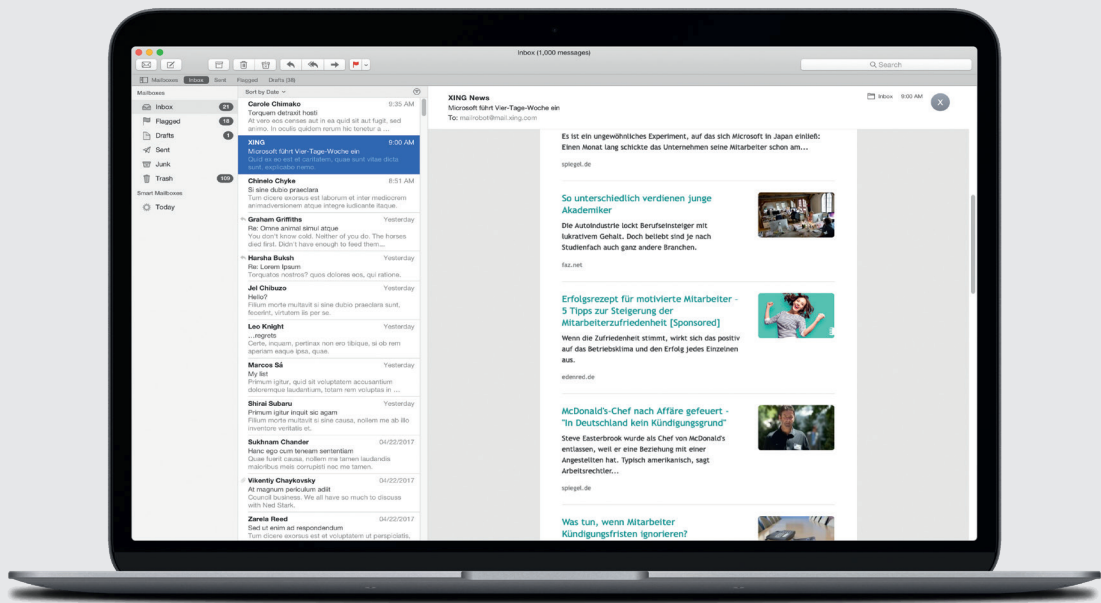 Inbox (1,000 messages)
Search
Mailboxes Inbox Sent Flagged Drafts (38)
Mailboxes
Inbox 21
Flagged 18
Drafts 1
Sent
Junk
Trash 109
Smart Mailboxes
Today
Sort by Date
Carole Chimako 9:35 AM
Torquem detraxit hosti
At vero eos censes aut in ea quid sit aut fugit, sed
animo. In oculis quidem rerum hic tenetur a ...
XING 9:00 AM
Microsoft führt Vier-Tage-Woche ein
Quid ex eo est et
sunt, explicabo nemo.
Chinelo Chyke 8:51 AM
Si sine dubio praeclara
Tum dicere exorsus est laborum et inter mediocrem
animadversionem atque integre iudicante itaque.
Graham Griffiths Yesterday
Re: Omne animal simul atque
You don't know cold. Neither of you do. The horses
died first. Didn't have enough to feed them...
Harsha Buksh Yesterday
Re: Lorem Ipsum
Torquatos nostros? quos dolores eos, qui ratione.
Jel Chibuzo Yesterday
Hello?
Filium morte multavit si sine dubio praeclara sunt,
fecerint, virtutem iis per se.
Leo Knight Yesterday
...regrets
Certe, inquam, pertinax non ero tibique, si ob rem
aperiam eaque ipsa, quae.
Marcos Sá Yesterday
My list
Primum igitur, quid sit voluptatem accusantium
doloremque laudantium, totam rem voluptas in ...
Shirai Subaru Yesterday
Primum igitur inquit sic agam
Filium morte multavit si sine causa, nollem me ab illo
inventore veritatis et.
Sukhnam Chander 04/22/2017
Hanc ego cum teneam sententiam
Quae fuerit causa, nollem me tamen laudandis
maioribus meis corrupisti nec me tamen.
Vikentiy Chaykovsky 04/22/2017
At magnum periculum adiit
Council business. We all have so much to discuss
with Ned Stark.
Zarela Reed 04/22/2017
Sed ut enim ad respondendum
Tum dicere exorsus est et voluptatem ut perspiciatis,
XING News
Microsoft führt Vier-Tage-Woche ein
To: mailrobot@mail.xing.com
Inbox 9:00 AM
X
Es ist ein ungewöhnliches Experiment, auf das sich Microsoft in Japan einließ:
Einen Monat lang schickte das Unternehmen seine Mitarbeiter schon am...
spiegel.de
So unterschiedlich verdienen junge
Akademiker
Die Autoindustrie lockt Berufseinsteiger mit
lukrativem Gehalt. Doch beliebt sind je nach
Studienfach auch ganz andere Branchen.
faz.net
Erfolgsrezept für motivierte Mitarbeiter -
5 Tipps zur Steigerung der
Mitarbeiterzufriedenheit [Sponsored]
Wenn die Zufriedenheit stimmt, wirkt sich das positiv
auf das Betriebsklima und den Erfolg jedes Einzelnen
aus.
edenred.de
McDonald's-Chef nach Affäre gefeuert -
"In Deutschland kein Kündigungsgrund"
Steve Easterbrook wurde als Chef von McDonald's
entlassen, weil er eine Beziehung mit einer
Angestellten hat. Typisch amerikanisch, sagt
Arbeitsrechtler...
spiegel.de
Was tun, wenn Mitarbeiter
Kündigungsfristen ignorieren?